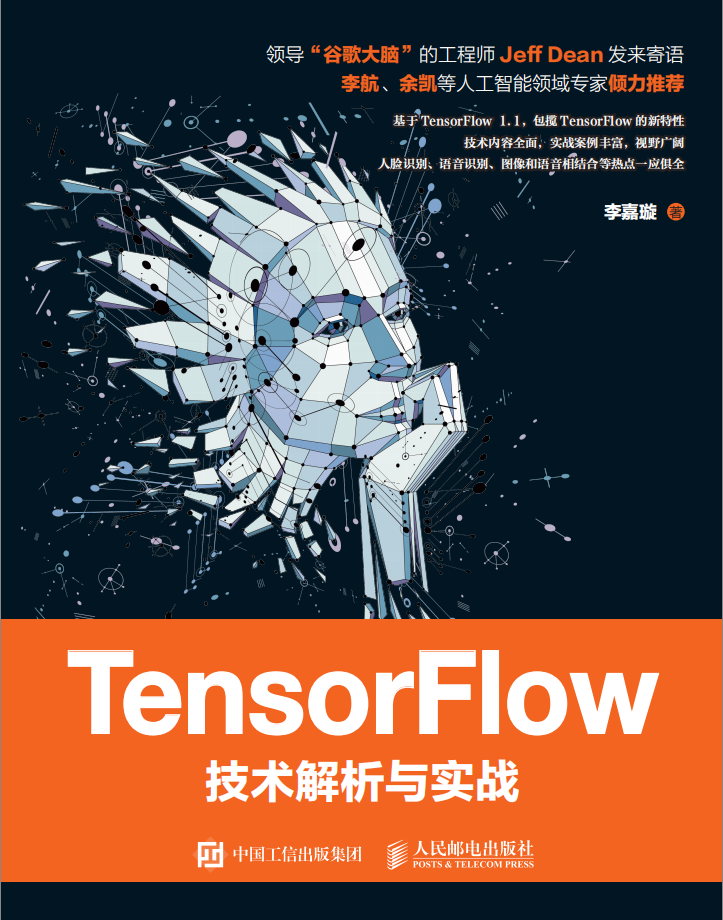 领导“谷歌大脑”的工程师 Jeff Dean 发来寄语
李航、余凯等人工智能领域专家倾力推荐
基于 TensorFlow 1.1，包揽 TensorFlow 的新特性
技术内容全面，实战案例丰富，视野广阔
人脸识别、语音识别、图像和语音相结合等热点一应俱全
李嘉璇 著
TensorFlow
技术解析与实战
中国工信出版集团 人民邮电出版社
POSTS & TELECOM PRESS